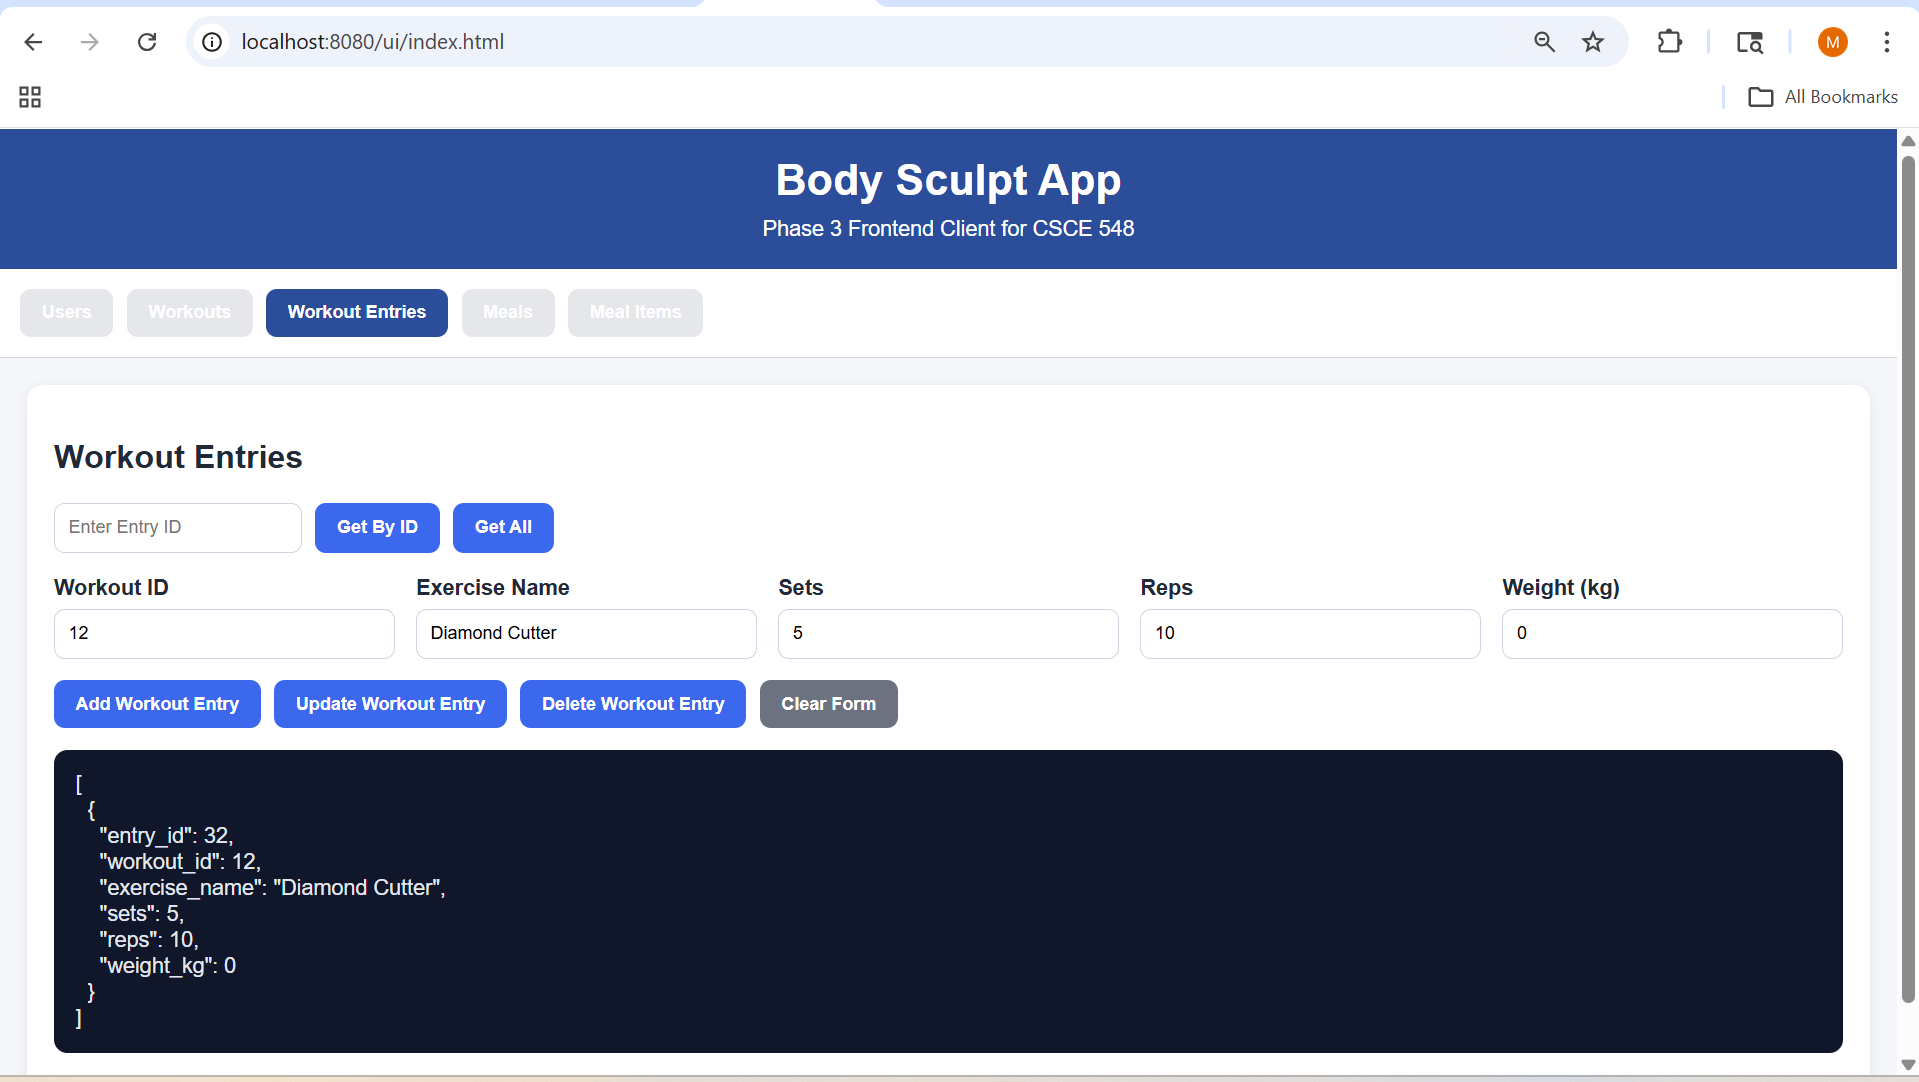 localhost:8080/ui/index.html
M
All Bookmarks
Body Sculpt App
Phase 3 Frontend Client for CSCE 548
Users Workouts Workout Entries Meals Meal Items
Workout Entries
Enter Entry ID Get By ID Get All
Workout ID Exercise Name Sets Reps Weight (kg)
12 Diamond Cutter 5 10 0
Add Workout Entry Update Workout Entry Delete Workout Entry Clear Form
[
{
"entry_id": 32,
"workout_id": 12,
"exercise_name": "Diamond Cutter",
"sets": 5,
"reps": 10,
"weight_kg": 0
}
]